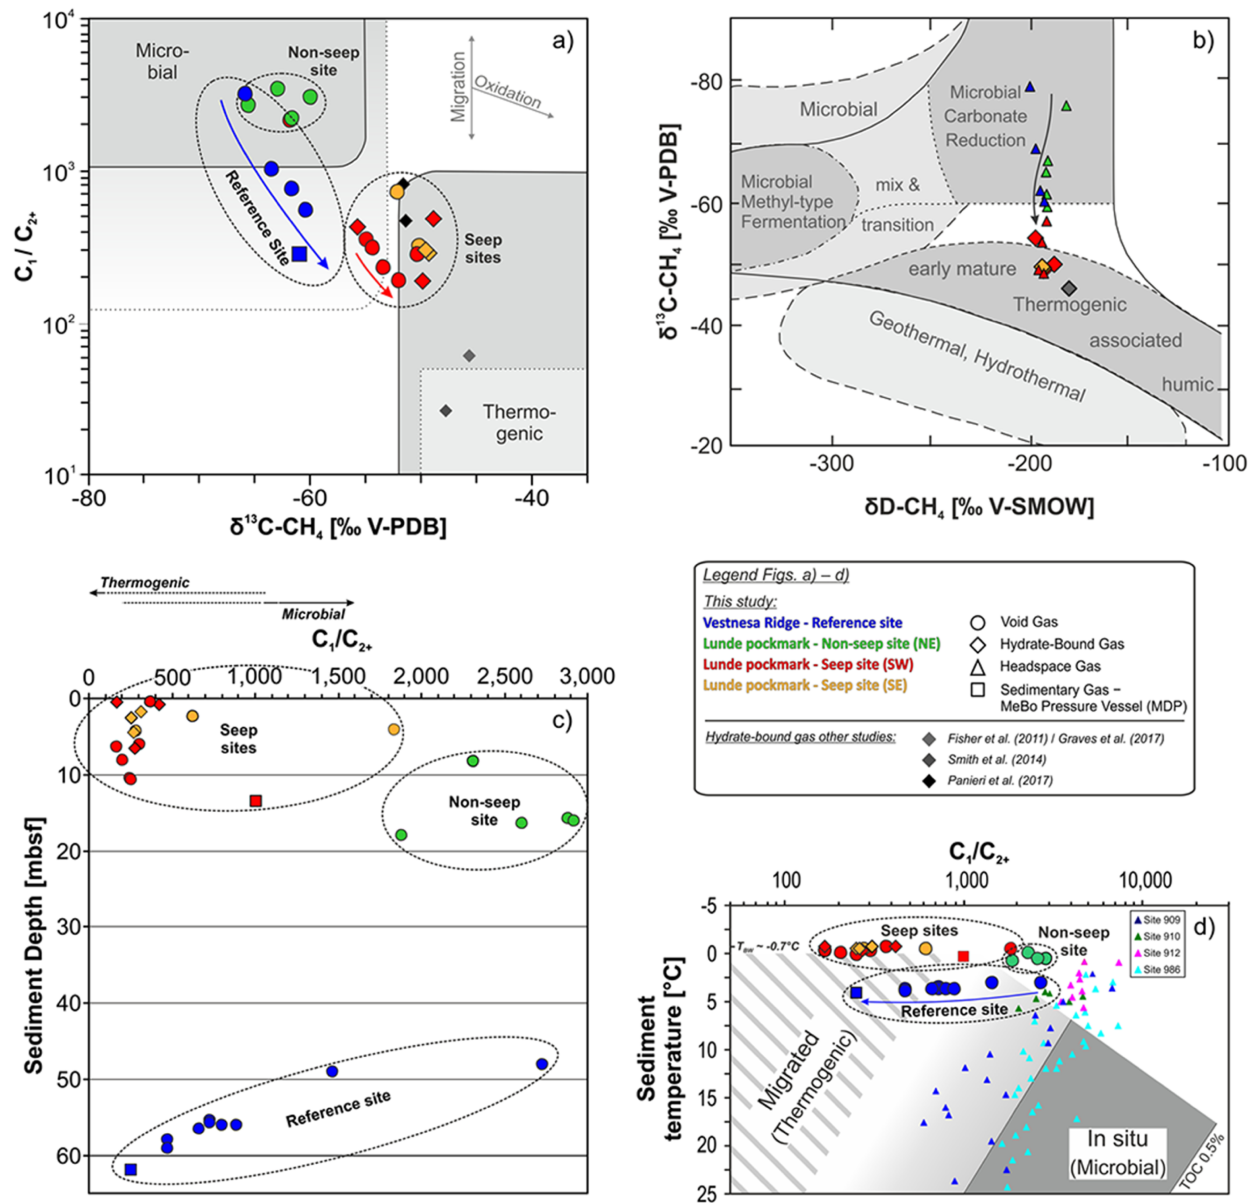 a)
10⁴
10³
10²
10¹
C₁/ C₂₊
Micro-
bial
Non-seep
site
Migration
Oxidation
Reference Site
Seep
sites
Thermo-
genic
-80
-60
-40
δ¹³C-CH₄ [‰ V-PDB]
b)
-80
-60
-40
-20
δ¹³C-CH₄ [‰ V-PDB]
Microbial
Microbial
Carbonate
Reduction
Microbial
Methyl-type
Fermentation
mix &
transition
early mature
Thermogenic
associated
humic
Geothermal, Hydrothermal
-300
-200
-100
δD-CH₄ [‰ V-SMOW]
Thermogenic
Microbial
C₁/C₂₊
0
500
1,000
1,500
2,000
2,500
3,000
c)
0
10
20
30
40
50
60
Sediment Depth [mbsf]
Seep
sites
Non-seep
site
Reference site
Legend Figs. a) – d)
This study:
Vestnesa Ridge - Reference site
Lunde pockmark - Non-seep site (NE)
Lunde pockmark - Seep site (SW)
Lunde pockmark - Seep site (SE)
Void Gas
Hydrate-Bound Gas
Headspace Gas
Sedimentary Gas –
MeBo Pressure Vessel (MDP)
Hydrate-bound gas other studies:
Fisher et al. (2011) / Graves et al. (2017)
Smith et al. (2014)
Panieri et al. (2017)
C₁/C₂₊
100
1,000
10,000
d)
-5
0
5
10
15
20
25
Sediment
temperature [°C]
Seep sites
Non-seep
site
T_BW ~ -0.7°C
Reference site
Migrated
(Thermogenic)
In situ
(Microbial)
TOC 0.5%
Site 909
Site 910
Site 912
Site 986